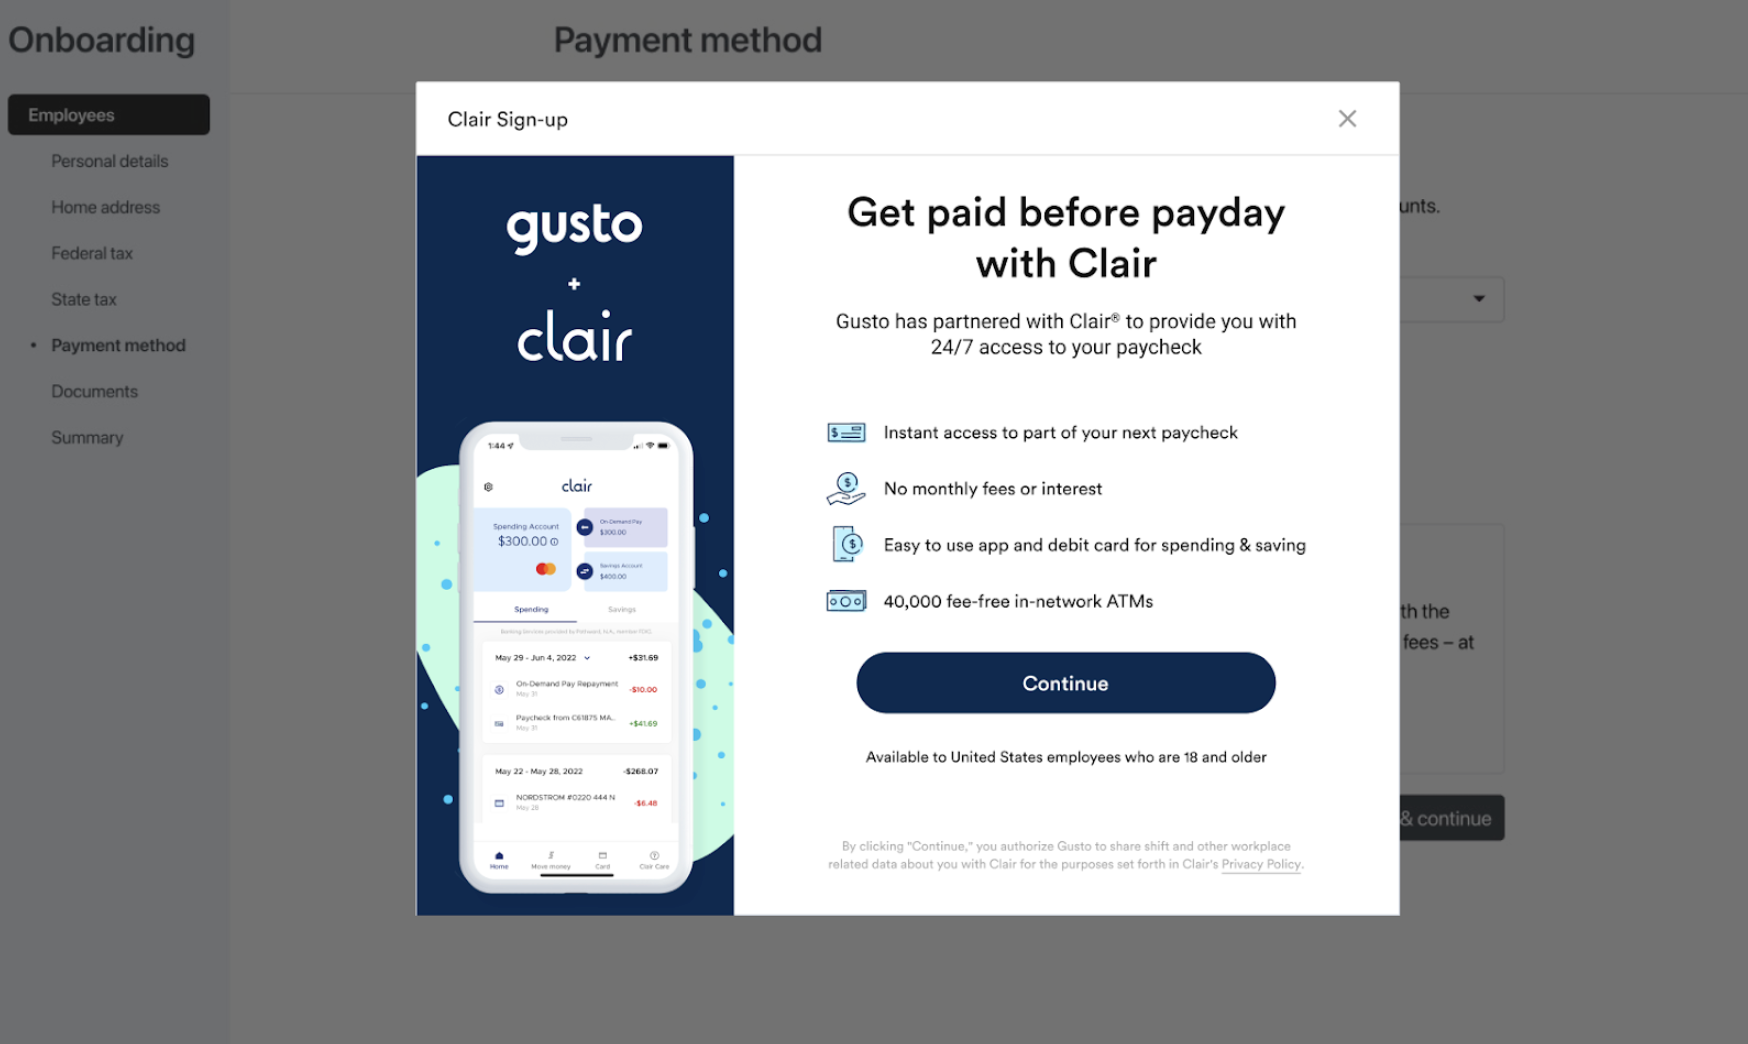 Onboarding
Payment method
Employees
Personal details
Home address
Federal tax
State tax
• Payment method
Documents
Summary
unts.
th the
fees – at
& continue
Clair Sign-up
gusto
+
clair
1:44
clair
Spending Account
$300.00
On-Demand Pay
$300.00
Savings Account
$400.00
Spending
Savings
Banking Services provided by Pathward, N.A., member FDIC.
May 29 - Jun 4, 2022
+$31.69
On-Demand Pay Repayment
-$10.00
May 31
Paycheck from C61875 MA...
+$41.69
May 31
May 22 - May 28, 2022
-$268.07
NORDSTROM #0220 444 N
-$6.48
May 28
Home
Move money
Card
Clair Care
Get paid before payday
with Clair
Gusto has partnered with Clair® to provide you with
24/7 access to your paycheck
Instant access to part of your next paycheck
No monthly fees or interest
Easy to use app and debit card for spending & saving
40,000 fee-free in-network ATMs
Continue
Available to United States employees who are 18 and older
By clicking "Continue," you authorize Gusto to share shift and other workplace
related data about you with Clair for the purposes set forth in Clair's Privacy Policy.